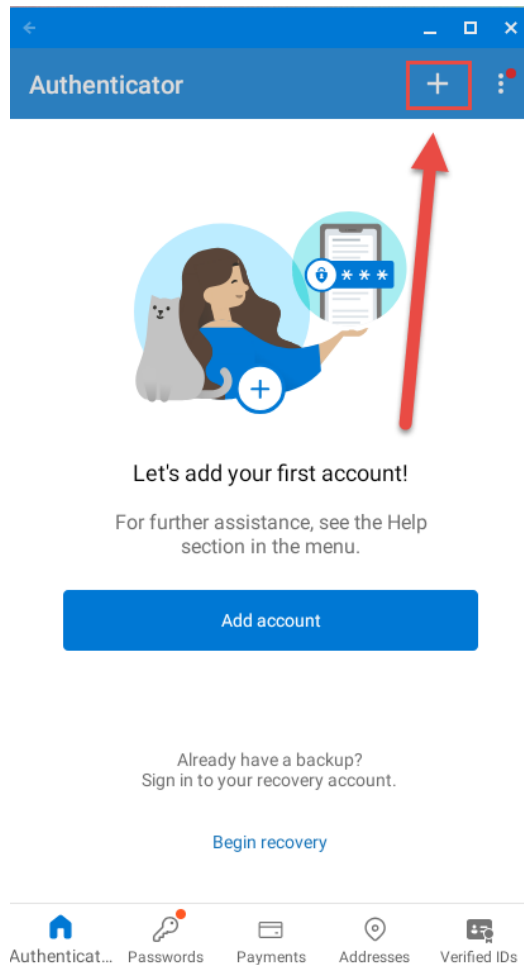 Authenticator
***
Let's add your first account!
For further assistance, see the Help
section in the menu.
Add account
Already have a backup?
Sign in to your recovery account.
Begin recovery
Authenticat... Passwords Payments Addresses Verified IDs